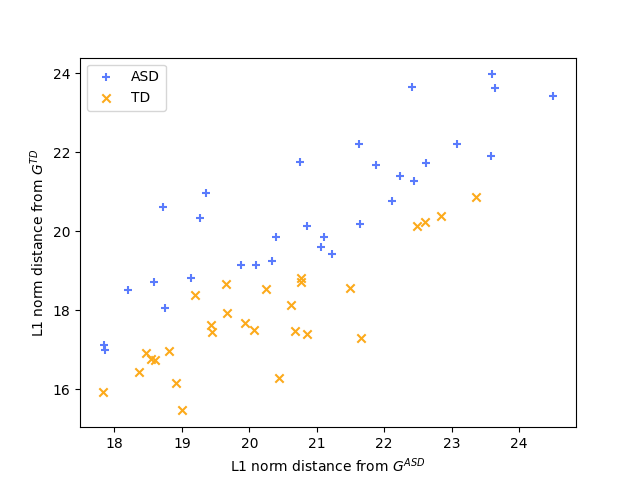 ASD
TD
24
22
20
18
16
L1 norm distance from G^{TD}
18 19 20 21 22 23 24
L1 norm distance from G^{ASD}